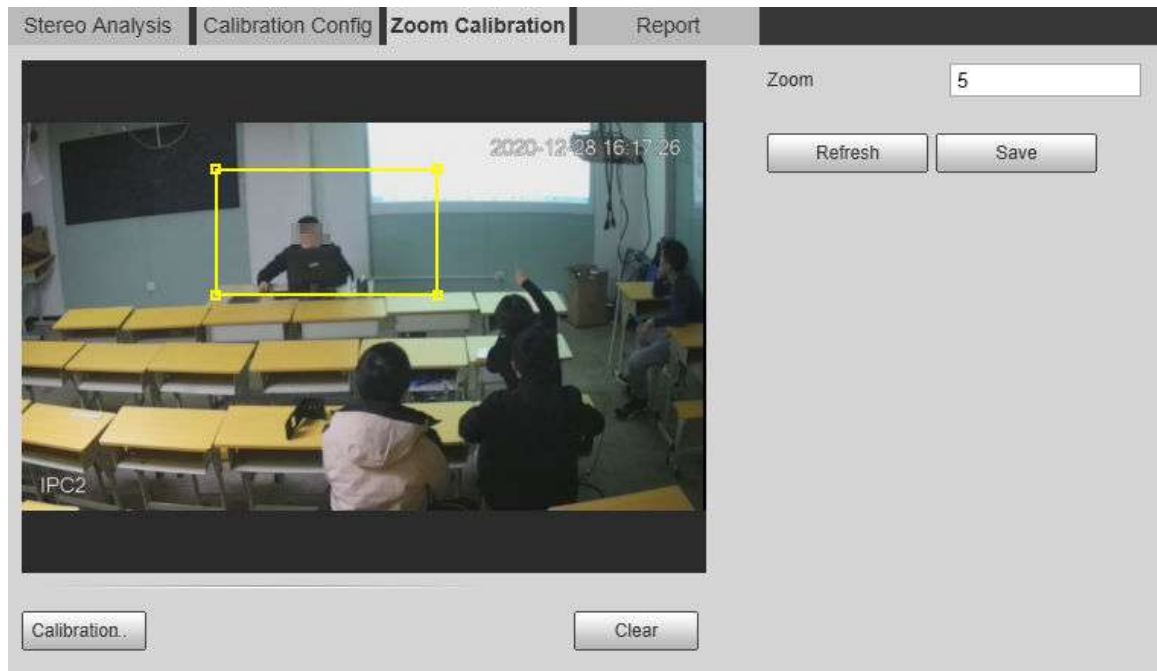 Stereo Analysis Calibration Config Zoom Calibration Report
Zoom 5
2020-12-28 16:17:26
Refresh Save
IPC2
Calibration..
Clear